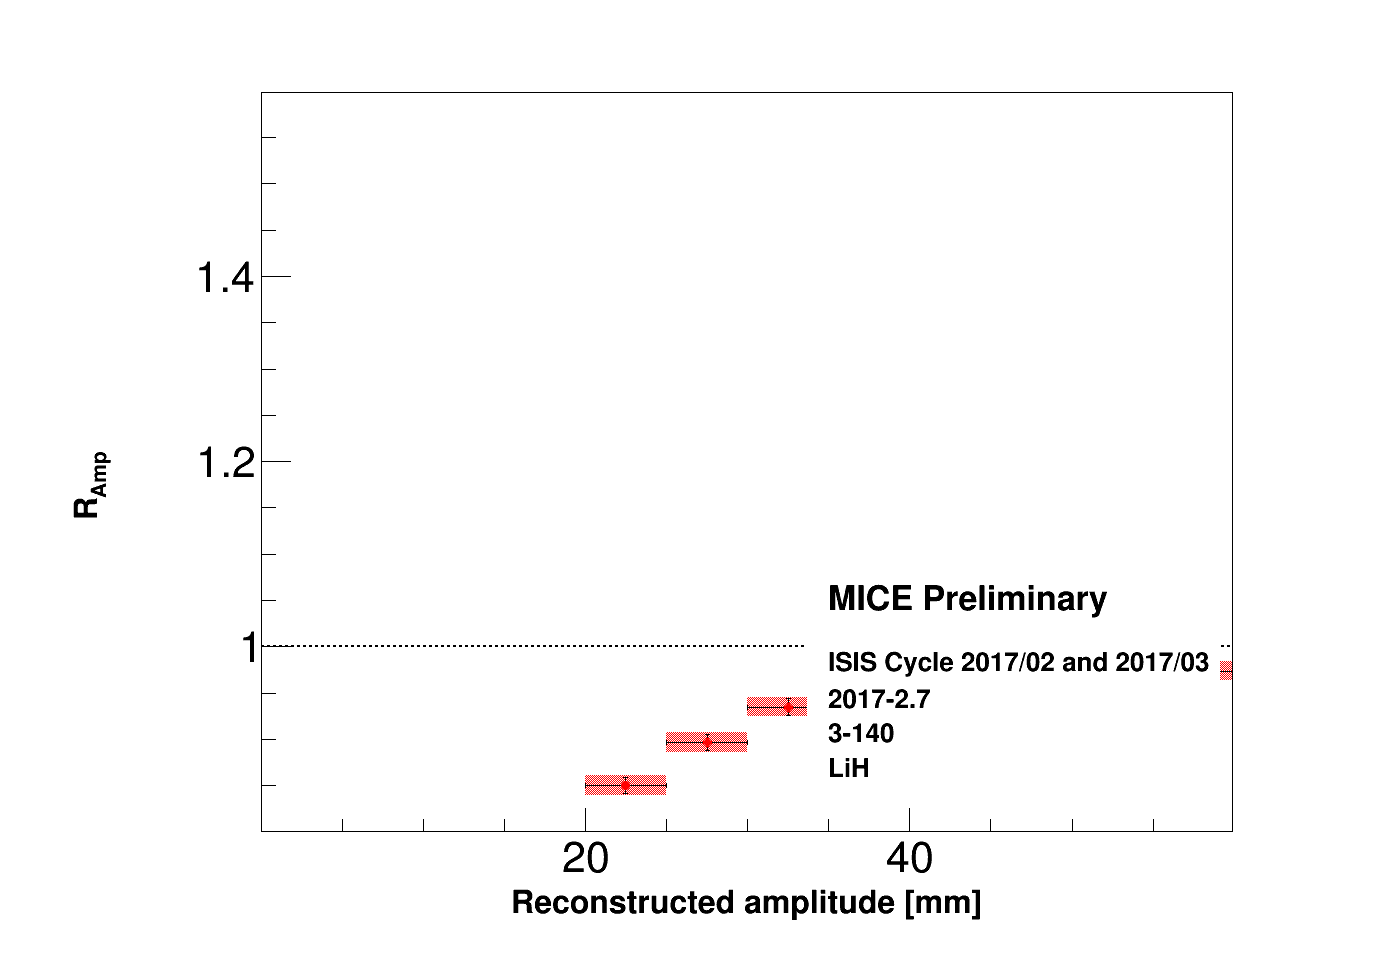 1.4
1.2
1
R_Amp
MICE Preliminary
ISIS Cycle 2017/02 and 2017/03
2017-2.7
3-140
LiH
20
40
Reconstructed amplitude [mm]